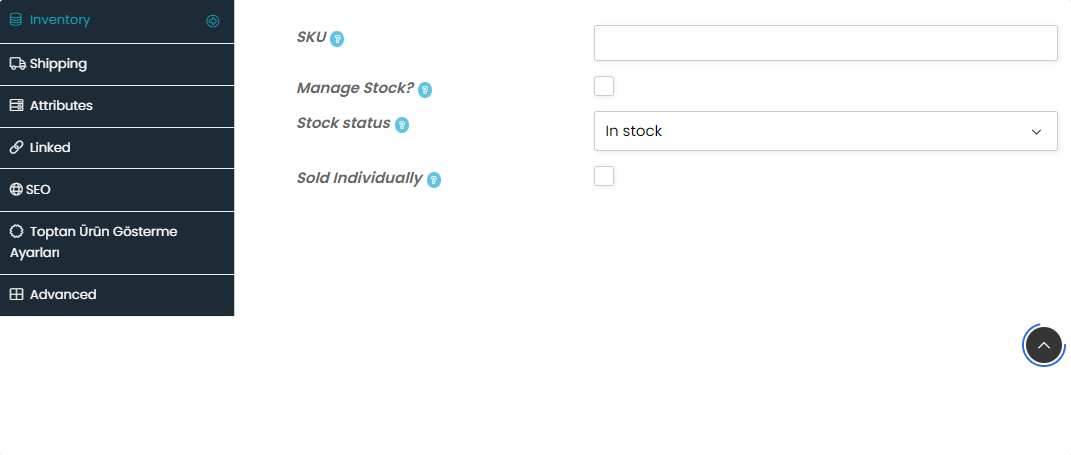 Inventory
Shipping
Attributes
Linked
SEO
Toptan Ürün Gösterme
Ayarları
Advanced
SKU ?
Manage Stock? ?
Stock status ?
In stock
Sold Individually ?